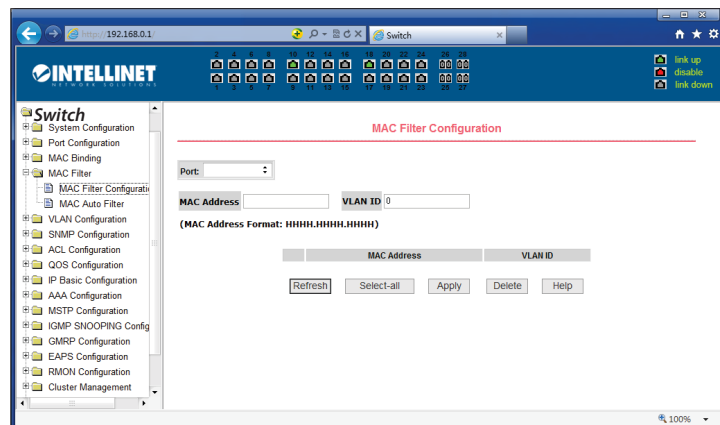 http://192.168.0.1/
Switch
INTELLINET
NETWORK SOLUTIONS
2 4 6 8 10 12 14 16 18 20 22 24 26 28
1 3 5 7 9 11 13 15 17 19 21 23 25 27
link up
disable
link down
Switch
System Configuration
Port Configuration
MAC Binding
MAC Filter
MAC Filter Configuratio
MAC Auto Filter
VLAN Configuration
SNMP Configuration
ACL Configuration
QOS Configuration
IP Basic Configuration
AAA Configuration
MSTP Configuration
IGMP SNOOPING Config
GMRP Configuration
EAPS Configuration
RMON Configuration
Cluster Management
MAC Filter Configuration
Port:
MAC Address
VLAN ID 0
(MAC Address Format: HHHH.HHHH.HHHH)
MAC Address VLAN ID
Refresh Select-all Apply Delete Help
100%